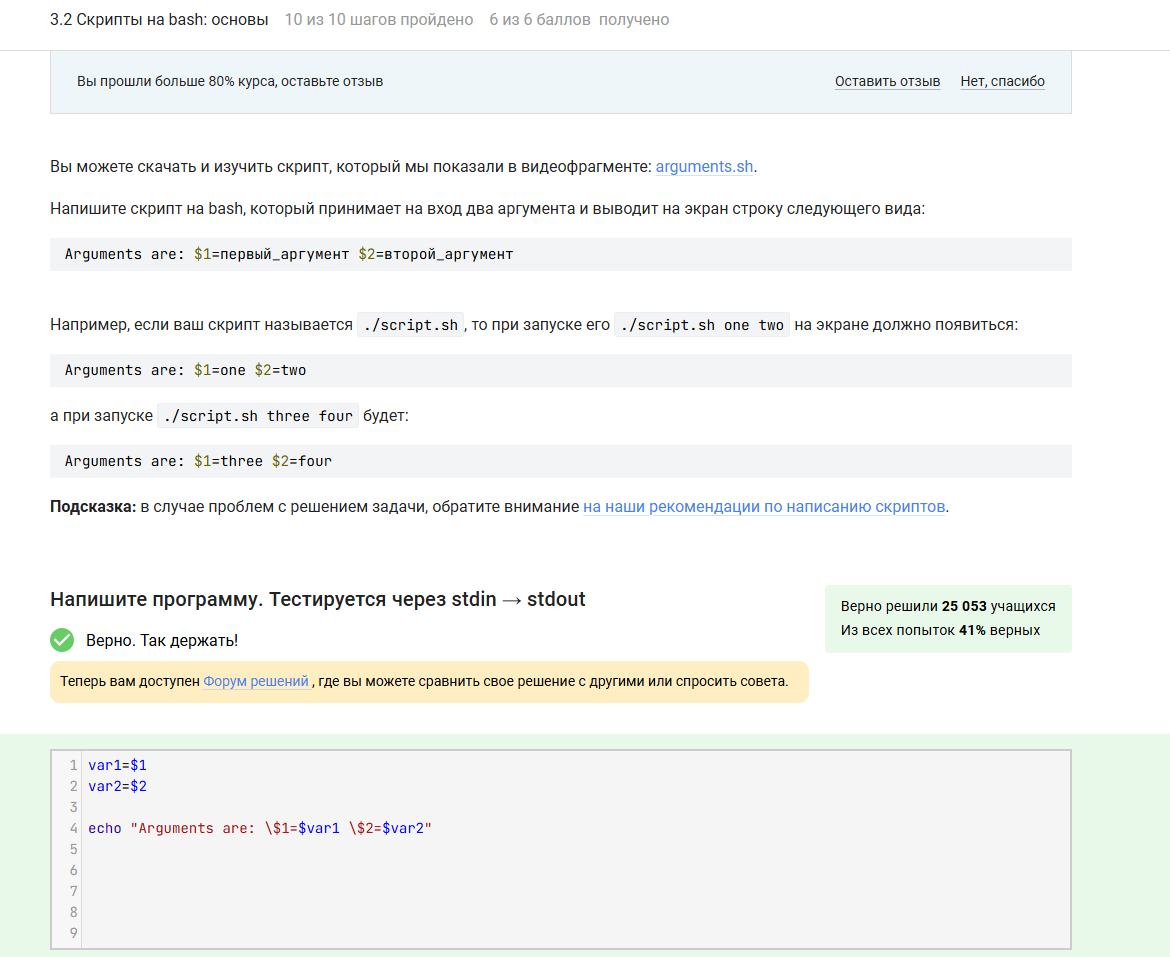 3.2 Скрипты на bash: основы 10 из 10 шагов пройдено 6 из 6 баллов получено
Вы прошли больше 80% курса, оставьте отзыв Оставить отзыв Нет, спасибо
Вы можете скачать и изучить скрипт, который мы показали в видеофрагменте: arguments.sh.
Напишите скрипт на bash, который принимает на вход два аргумента и выводит на экран строку следующего вида:
Arguments are: $1=первый_аргумент $2=второй_аргумент
Например, если ваш скрипт называется ./script.sh, то при запуске его ./script.sh one two на экране должно появиться:
Arguments are: $1=one $2=two
а при запуске ./script.sh three four будет:
Arguments are: $1=three $2=four
Подсказка: в случае проблем с решением задачи, обратите внимание на наши рекомендации по написанию скриптов.
Напишите программу. Тестируется через stdin → stdout
Верно решили 25 053 учащихся
Из всех попыток 41% верных
Верно. Так держать!
Теперь вам доступен Форум решений , где вы можете сравнить свое решение с другими или спросить совета.
1 var1=$1
2 var2=$2
3
4 echo "Arguments are: \$1=$var1 \$2=$var2"
5
6
7
8
9